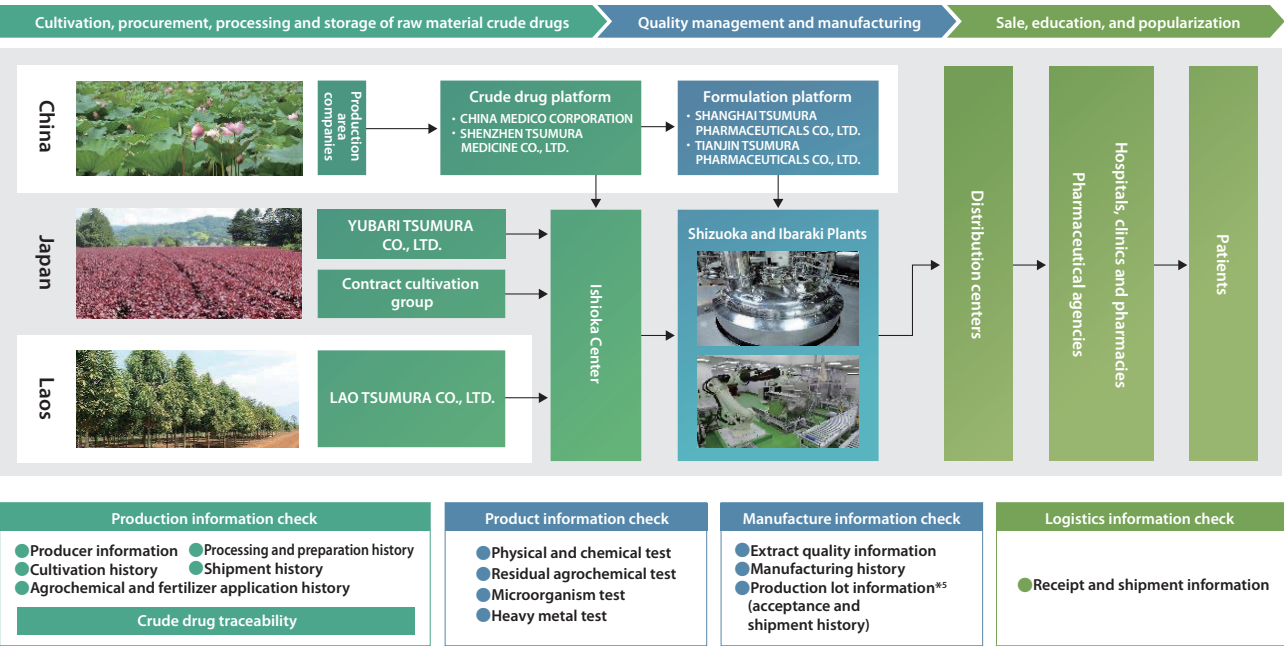 Cultivation, procurement, processing and storage of raw material crude drugs
Quality management and manufacturing
Sale, education, and popularization
China
Production
area
companies
Crude drug platform
・CHINA MEDICO CORPORATION
・SHENZHEN TSUMURA
MEDICINE CO., LTD.
Formulation platform
・SHANGHAI TSUMURA
PHARMACEUTICALS CO., LTD.
・TIANJIN TSUMURA
PHARMACEUTICALS CO., LTD.
Japan
YUBARI TSUMURA
CO., LTD.
Contract cultivation
group
Laos
LAO TSUMURA CO., LTD.
Ishioka Center
Shizuoka and Ibaraki Plants
Distribution centers
Hospitals, clinics and pharmacies
Pharmaceutical agencies
Patients
Production information check
●Producer information ●Processing and preparation history
●Cultivation history ●Shipment history
●Agrochemical and fertilizer application history
Crude drug traceability
Product information check
●Physical and chemical test
●Residual agrochemical test
●Microorganism test
●Heavy metal test
Manufacture information check
●Extract quality information
●Manufacturing history
●Production lot information*5
(acceptance and
shipment history)
Logistics information check
●Receipt and shipment information